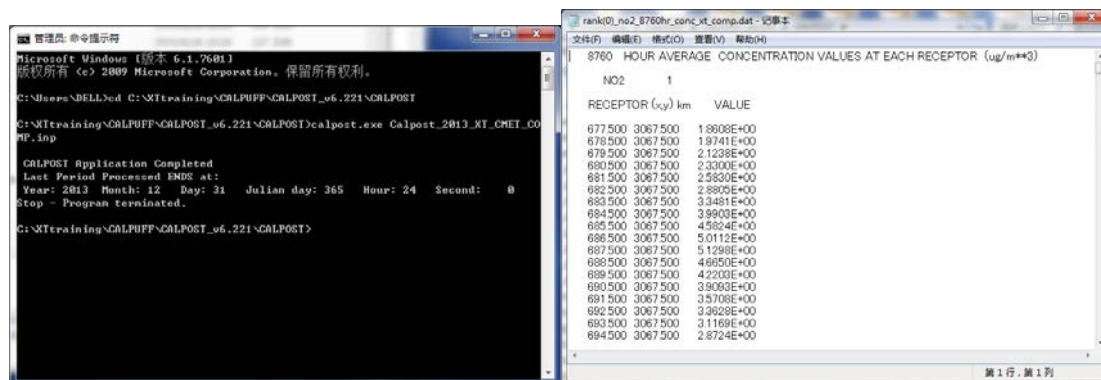 管理员: 命令提示符
Microsoft Windows [版本 6.1.7601]
版权所有 (c) 2009 Microsoft Corporation。保留所有权利。
C:\Users\DELL>cd C:\XTtraining\CALPUFF\CALPOST_v6.221\CALPOST
C:\XTtraining\CALPUFF\CALPOST_v6.221\CALPOST>calpost.exe Calpost_2013_XT_CMET_CO
MP.inp
CALPOST Application Completed
Last Period Processed ENDS at:
Year: 2013 Month: 12 Day: 31 Julian day: 365 Hour: 24 Second: 0
Stop - Program terminated.
C:\XTtraining\CALPUFF\CALPOST_v6.221\CALPOST>
rank(0)_no2_8760hr_conc_xt_comp.dat - 记事本
文件(F) 编辑(E) 格式(O) 查看(V) 帮助(H)
8760 HOUR AVERAGE CONCENTRATION VALUES AT EACH RECEPTOR (ug/m**3)
NO2 1
RECEPTOR (x,y) km VALUE
677.500 3067.500 1.8608E+00
678.500 3067.500 1.9741E+00
679.500 3067.500 2.1238E+00
680.500 3067.500 2.3300E+00
681.500 3067.500 2.5830E+00
682.500 3067.500 2.8805E+00
683.500 3067.500 3.3481E+00
684.500 3067.500 3.9903E+00
685.500 3067.500 4.5824E+00
686.500 3067.500 5.0112E+00
687.500 3067.500 5.1298E+00
688.500 3067.500 4.6650E+00
689.500 3067.500 4.2203E+00
690.500 3067.500 3.9093E+00
691.500 3067.500 3.5708E+00
692.500 3067.500 3.3628E+00
693.500 3067.500 3.1169E+00
694.500 3067.500 2.8724E+00
第 1 行，第 1 列